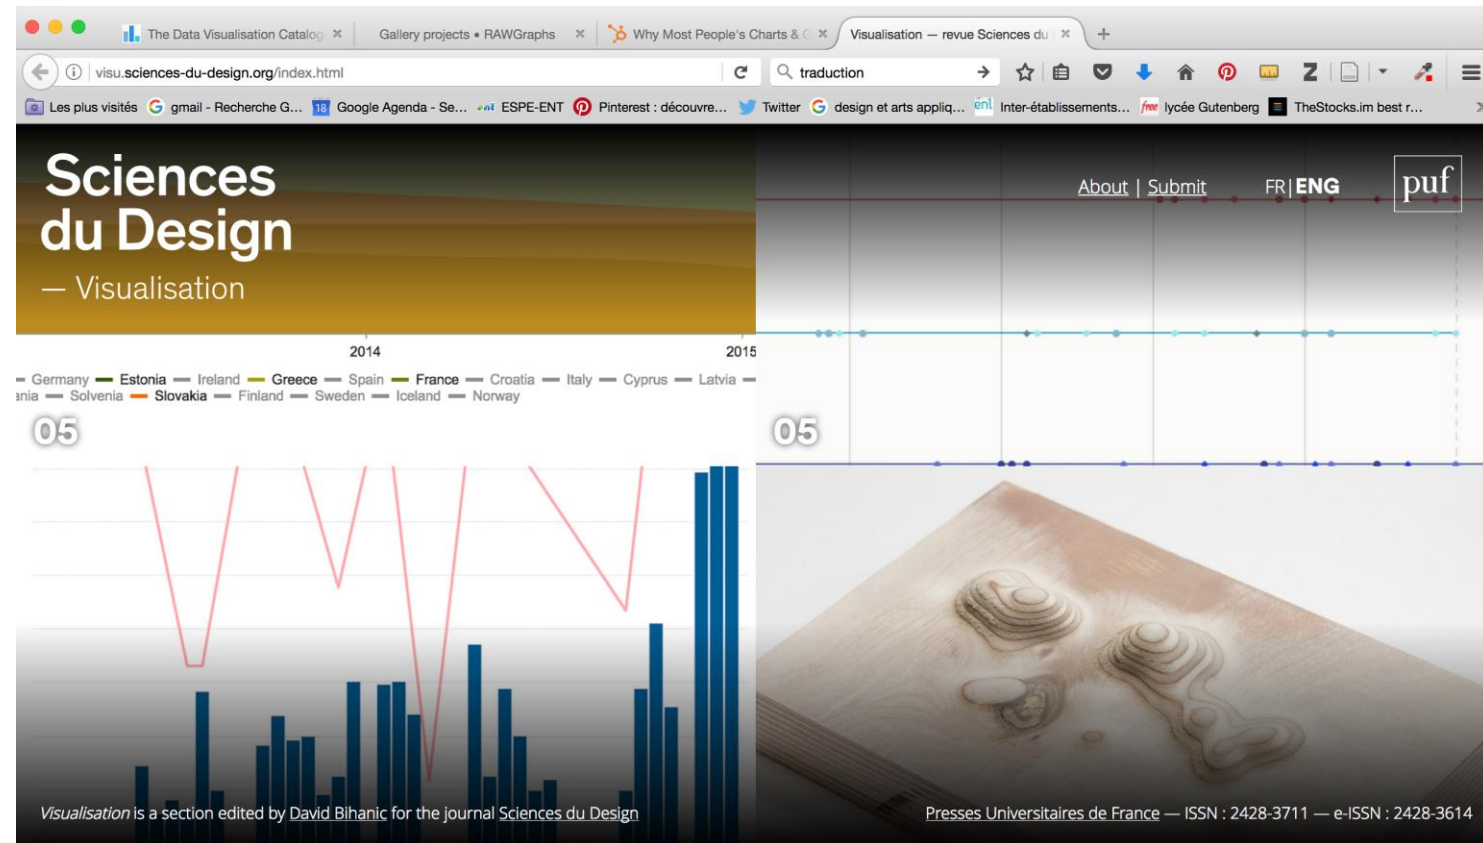 The Data Visualisation Catalog
Gallery projects • RAWGraphs
Why Most People's Charts & G
Visualisation — revue Sciences du
visu.sciences-du-design.org/index.html
traduction
Les plus visités
gmail - Recherche G...
18
Google Agenda - Se...
ent
ESPE-ENT
Pinterest : découvre...
Twitter
design et arts appliq...
enl
Inter-établissements...
free
lycée Gutenberg
TheStocks.im best r...
Sciences
du Design
— Visualisation
About | Submit
FR|ENG
puf
2014
2015
Germany — Estonia — Ireland — Greece — Spain — France — Croatia — Italy — Cyprus — Latvia —
ania — Solvenia — Slovakia — Finland — Sweden — Iceland — Norway
05
05
Visualisation is a section edited by David Bihanic for the journal Sciences du Design
Presses Universitaires de France — ISSN : 2428-3711 — e-ISSN : 2428-3614